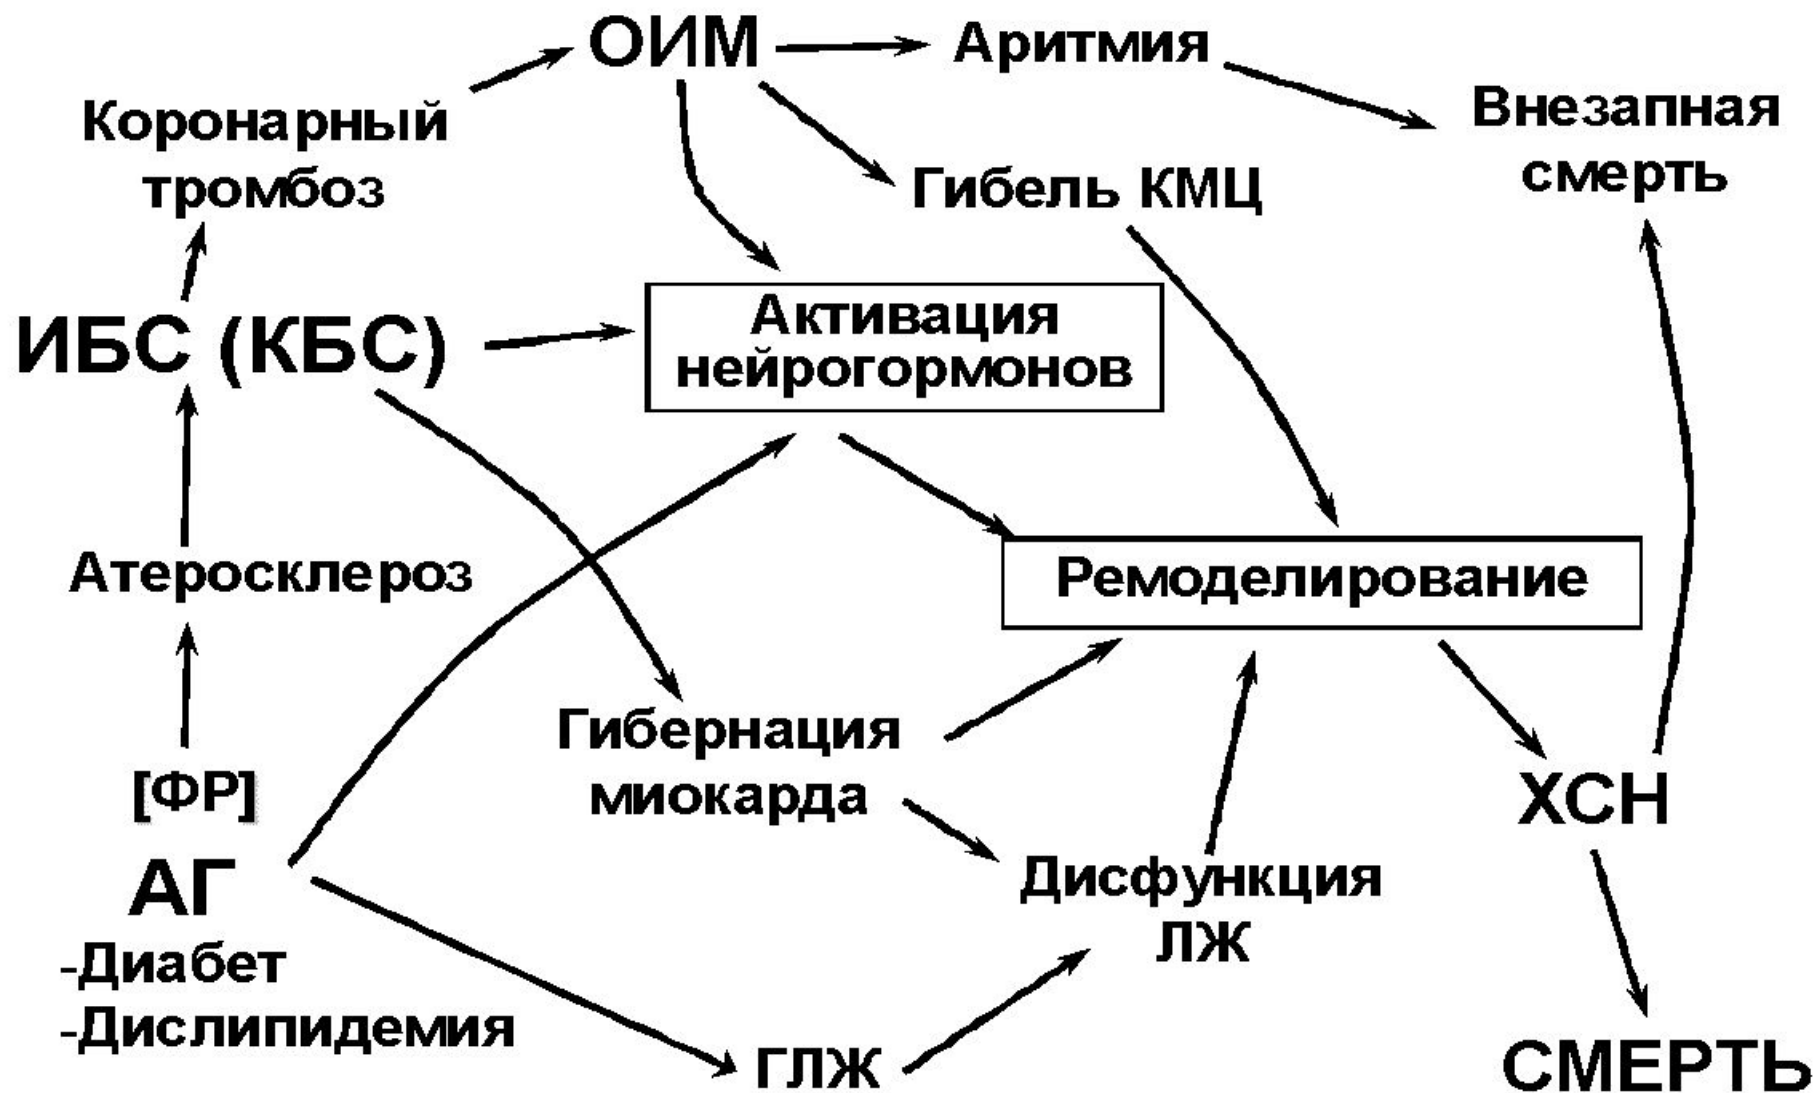 ОИМ
Аритмия
Внезапная
смерть
Коронарный
тромбоз
Гибель КМЦ
ИБС (КБС)
Активация
нейрогормонов
Атеросклероз
Ремоделирование
Гибернация
миокарда
[ФР]
АГ
-Диабет
-Дислипидемия
ХСН
Дисфункция
ЛЖ
ГЛЖ
СМЕРТЬ